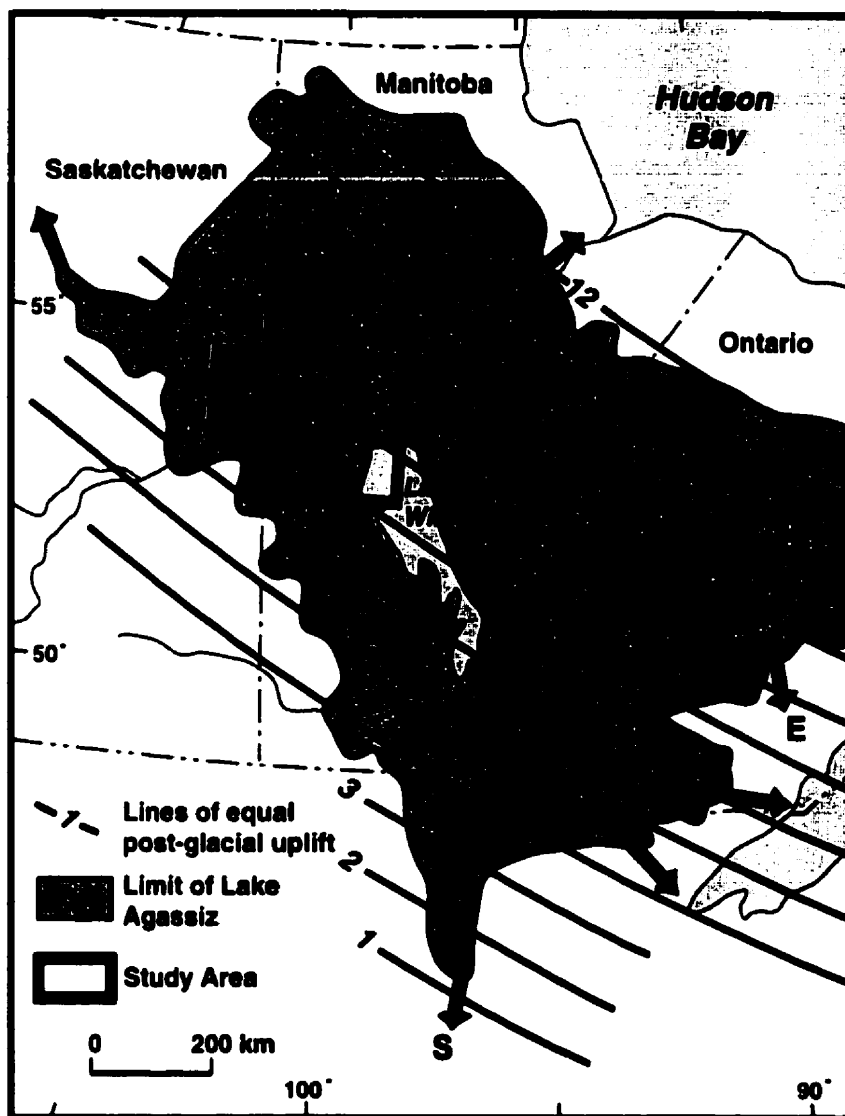 Manitoba
Hudson
Bay
Saskatchewan
55°
12
Ontario
W
50°
E
3
1
Lines of equal
post-glacial uplift
2
Limit of Lake
Agassiz
1
Study Area
S
0 200 km
100°
90°